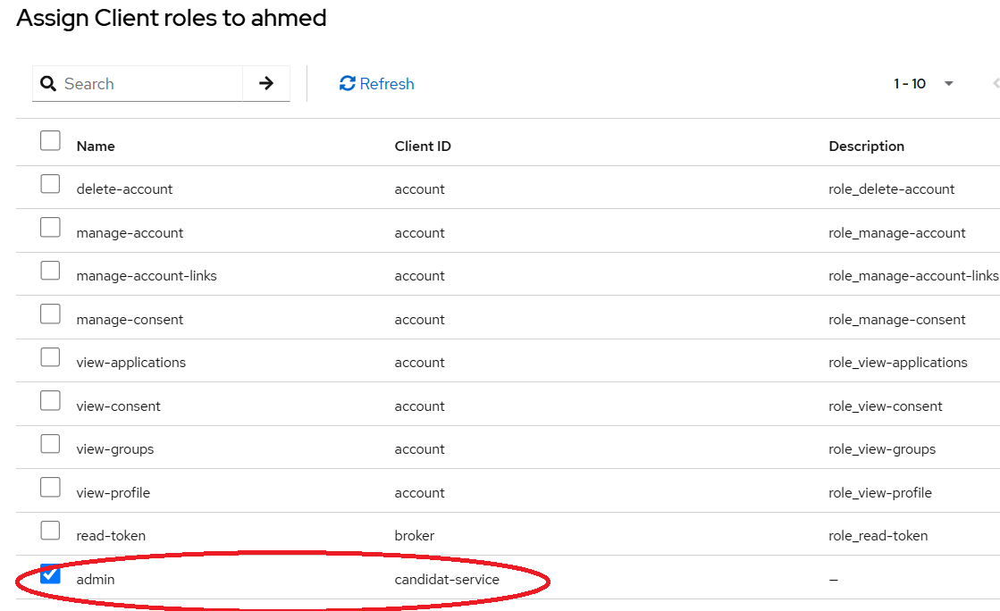 Assign Client roles to ahmed
Search Refresh 1 - 10
Name Client ID Description
delete-account account role_delete-account
manage-account account role_manage-account
manage-account-links account role_manage-account-links
manage-consent account role_manage-consent
view-applications account role_view-applications
view-consent account role_view-consent
view-groups account role_view-groups
view-profile account role_view-profile
read-token broker role_read-token
admin candidat-service —